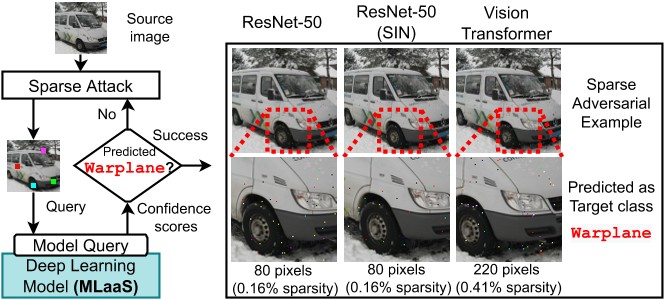 Source
image
Sparse Attack
No
Success
Predicted
Warplane?
Query
Confidence
scores
Model Query
Deep Learning
Model (MLaaS)
ResNet-50
ResNet-50
(SIN)
Vision
Transformer
Sparse
Adversarial
Example
Predicted as
Target class
Warplane
80 pixels
(0.16% sparsity)
80 pixels
(0.16% sparsity)
220 pixels
(0.41% sparsity)